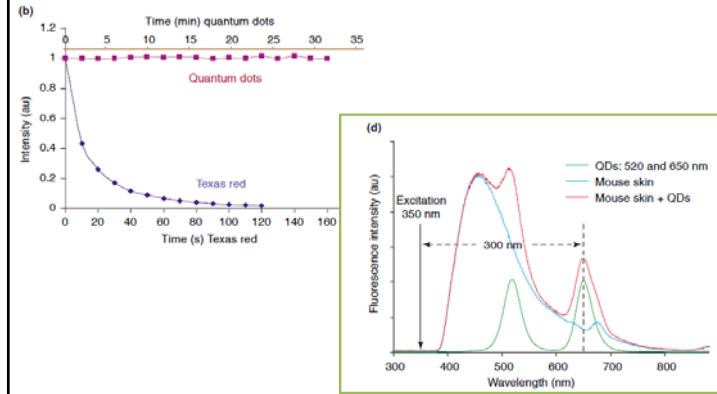 (b)
Time (min) quantum dots
0 5 10 15 20 25 30 35
1.2
1
0.8
0.6
0.4
0.2
0
Intensity (au)
Quantum dots
Texas red
0 20 40 60 80 100 120 140 160
Time (s) Texas red
(d)
QDs: 520 and 650 nm
Mouse skin
Mouse skin + QDs
Excitation
350 nm
300 nm
Fluorescence intensity (au)
300 400 500 600 700 800
Wavelength (nm)